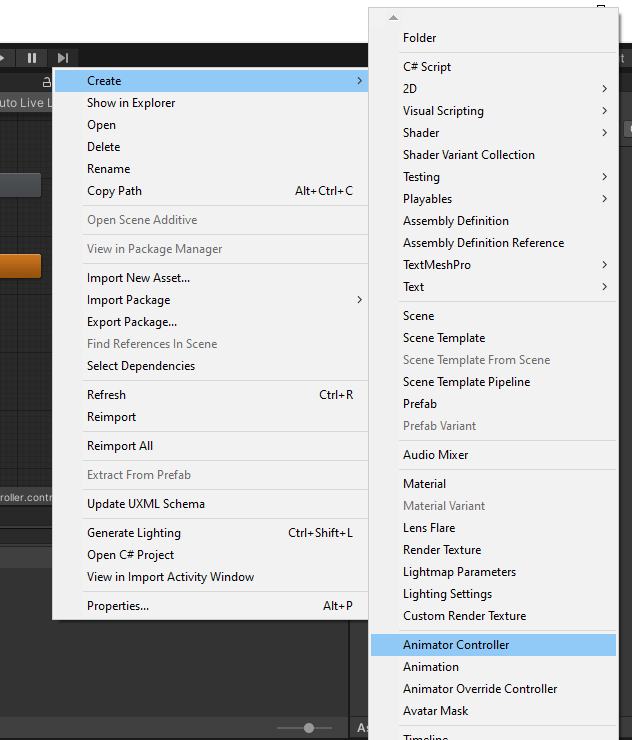 Create
Show in Explorer
Open
Delete
Rename
Copy Path Alt+Ctrl+C
Open Scene Additive
View in Package Manager
Import New Asset...
Import Package
Export Package...
Find References In Scene
Select Dependencies
Refresh Ctrl+R
Reimport
Reimport All
Extract From Prefab
Update UXML Schema
Generate Lighting Ctrl+Shift+L
Open C# Project
View in Import Activity Window
Properties... Alt+P
Folder
C# Script
2D
Visual Scripting
Shader
Shader Variant Collection
Testing
Playables
Assembly Definition
Assembly Definition Reference
TextMeshPro
Text
Scene
Scene Template
Scene Template From Scene
Scene Template Pipeline
Prefab
Prefab Variant
Audio Mixer
Material
Material Variant
Lens Flare
Render Texture
Lightmap Parameters
Lighting Settings
Custom Render Texture
Animator Controller
Animation
Animator Override Controller
Avatar Mask
Timeline
uto Live L
roller.contr
As